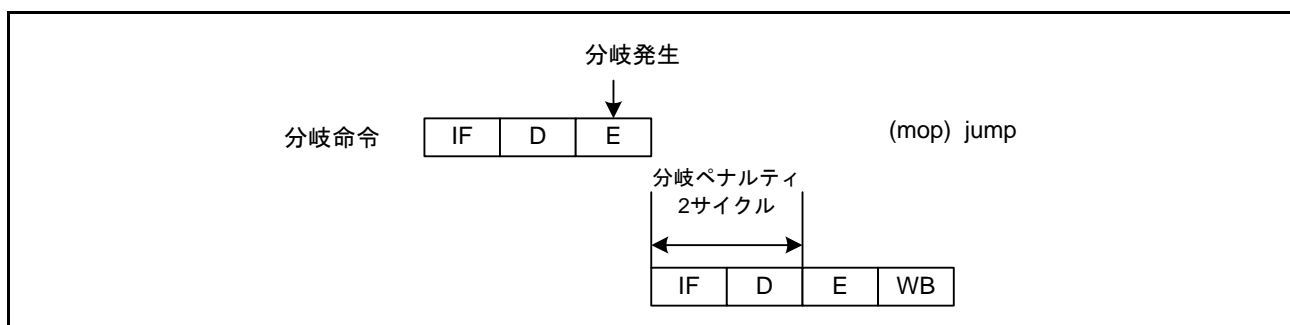 分岐発生
分岐命令 IF D E (mop) jump
分岐ペナルティ
2サイクル
IF D E WB